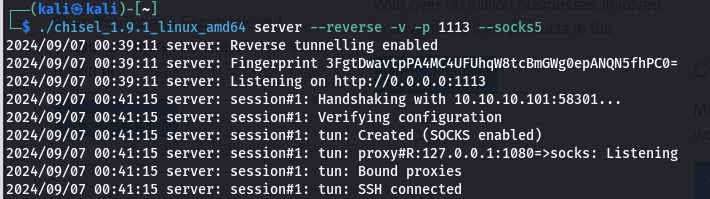 With over 50 million businesses involved
┌──(kali㉿kali)-[~]
└─$ ./chisel_1.9.1_linux_amd64 server --reverse -v -p 1113 --socks5
2024/09/07 00:39:11 server: Reverse tunnelling enabled
2024/09/07 00:39:11 server: Fingerprint 3FgtDwavtpPA4MC4UFUhqW8tcBmGWg0epANQN5fhPC0=
2024/09/07 00:39:11 server: Listening on http://0.0.0.0:1113
2024/09/07 00:41:15 server: session#1: Handshaking with 10.10.10.101:58301...
2024/09/07 00:41:15 server: session#1: Verifying configuration
2024/09/07 00:41:15 server: session#1: tun: Created (SOCKS enabled)
2024/09/07 00:41:15 server: session#1: tun: proxy#R:127.0.0.1:1080=>socks: Listening
2024/09/07 00:41:15 server: session#1: tun: Bound proxies
2024/09/07 00:41:15 server: session#1: tun: SSH connected